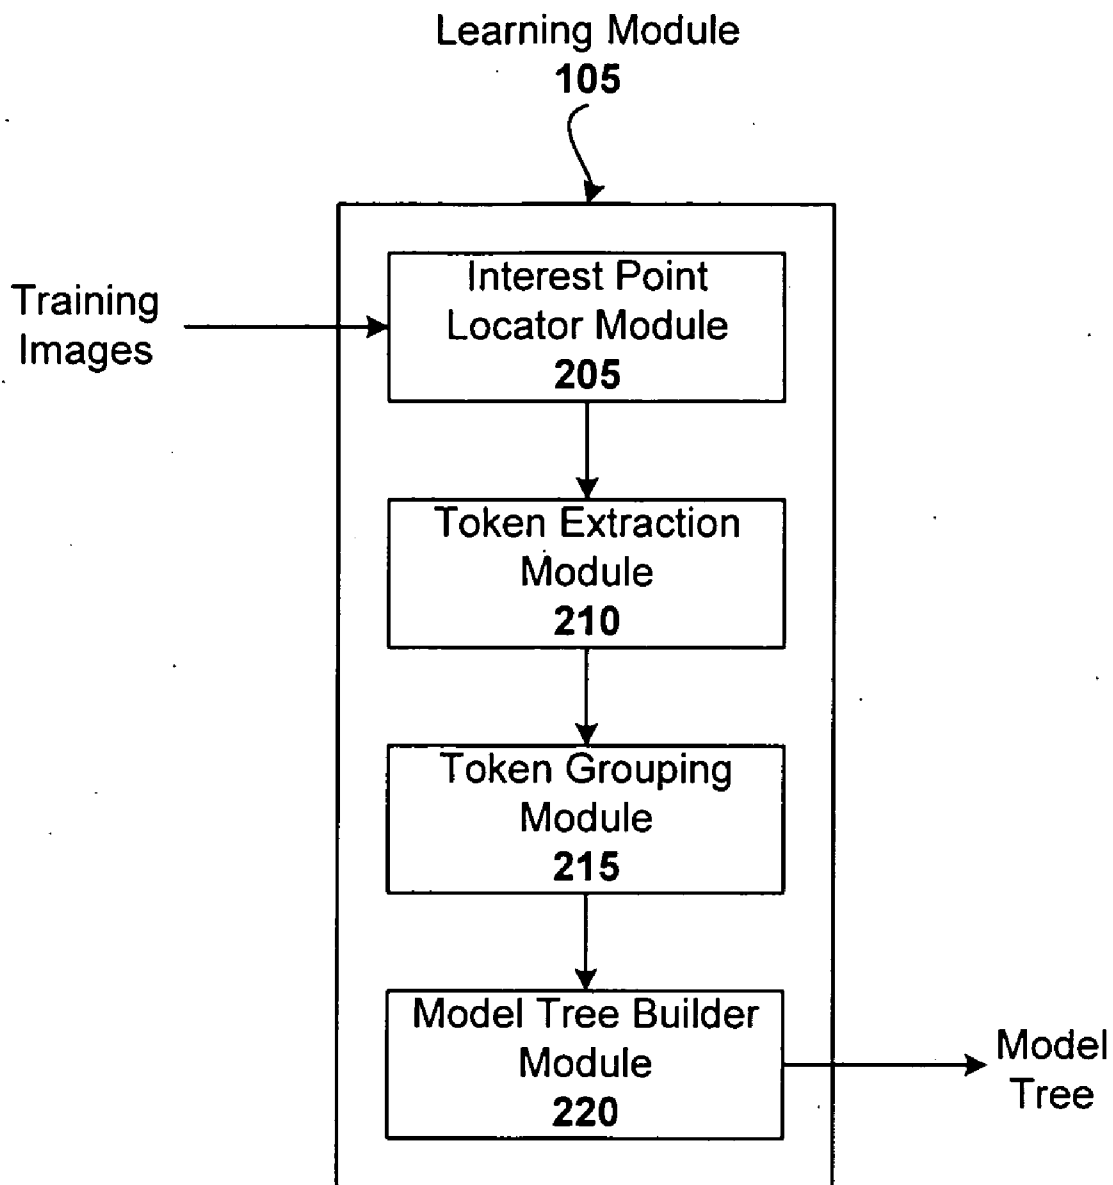 Learning Module
105
Training
Images
Interest Point
Locator Module
205
Token Extraction
Module
210
Token Grouping
Module
215
Model Tree Builder
Module
220
Model
Tree